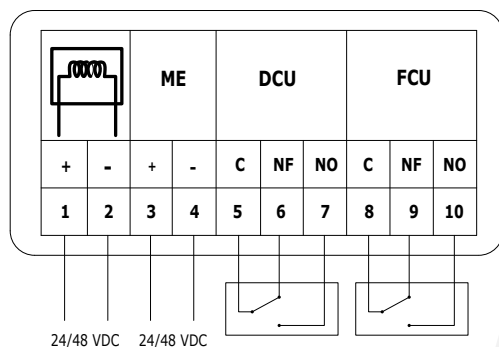 ME DCU FCU
+ - + - C NF NO C NF NO
1 2 3 4 5 6 7 8 9 10
24/48 VDC 24/48 VDC